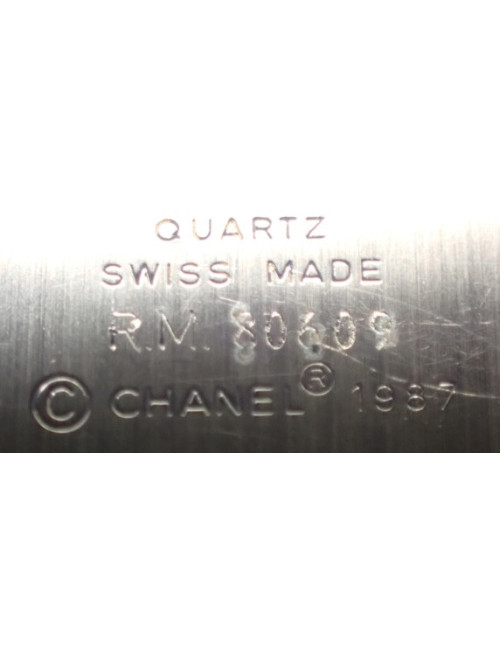 QUARTZ
SWISS MADE
R.M. 80609
© CHANEL® 1987